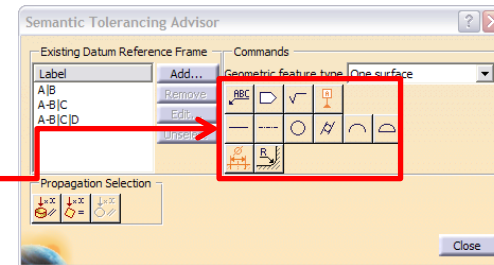 Semantic Tolerancing Advisor
Existing Datum Reference Frame
Commands
Label
Add...
Geometric feature type One surface
A|B
Remove
A-B|C
Edit...
A-B|C|D
ABC
A
R
Propagation Selection
Close